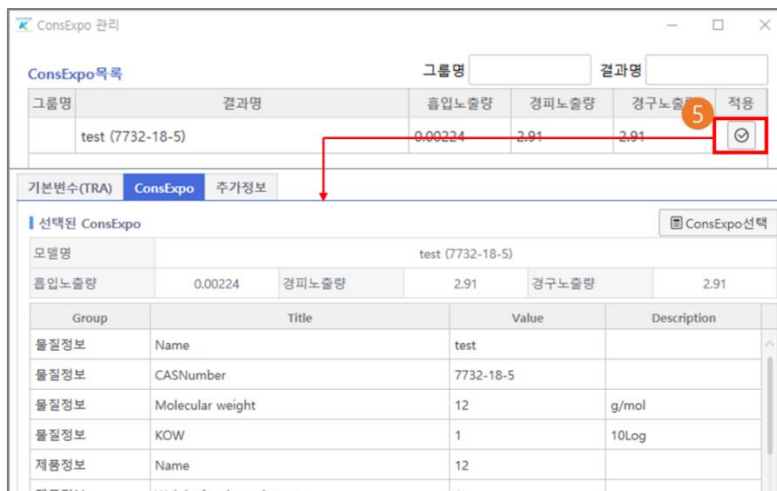 ConsExpo 관리
ConsExpo목록 그룹명 결과명
그룹명 결과명 흡입노출량 경피노출량 경구노출 적용
5
test (7732-18-5) 0.00224 2.91 2.91
기본변수(TRA) ConsExpo 추가정보
선택된 ConsExpo ConsExpo선택
모델명 test (7732-18-5)
흡입노출량 0.00224 경피노출량 2.91 경구노출량 2.91
Group Title Value Description
물질정보 Name test
물질정보 CASNumber 7732-18-5
물질정보 Molecular weight 12 g/mol
물질정보 KOW 1 10Log
제품정보 Name 12